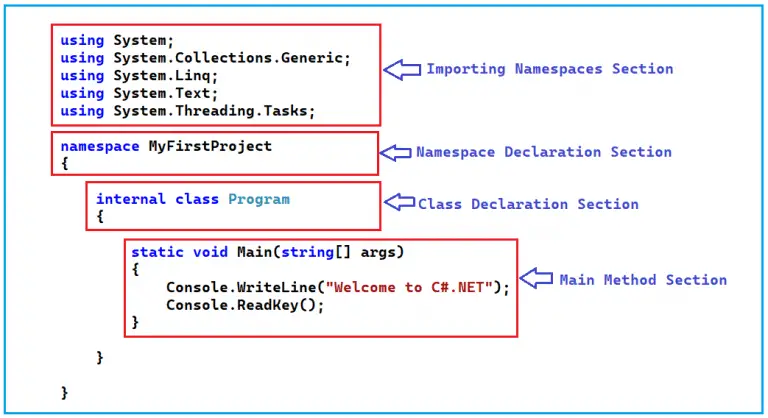 using System;
using System.Collections.Generic;
using System.Linq;
using System.Text;
using System.Threading.Tasks;
Importing Namespaces Section
namespace MyFirstProject
{
Namespace Declaration Section
internal class Program
{
Class Declaration Section
static void Main(string[] args)
{
Console.WriteLine("Welcome to C#.NET");
Console.ReadKey();
}
Main Method Section
}
}